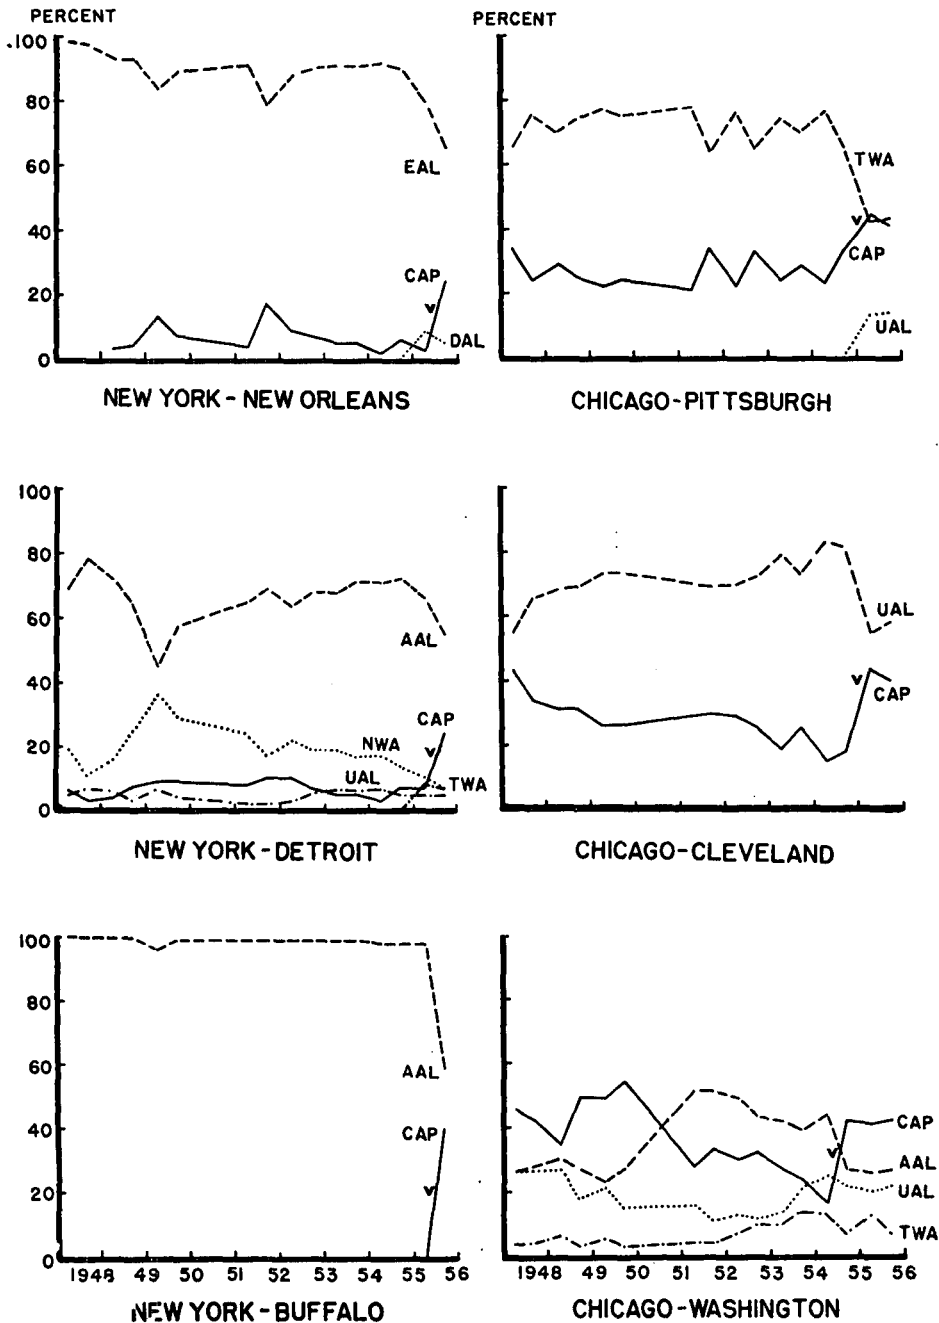 PERCENT
.100
80
60
40
20
0
EAL
CAP
V
DAL
NEW YORK - NEW ORLEANS
PERCENT
TWA
V
CAP
UAL
CHICAGO-PITTSBURGH
100
80
60
40
20
0
AAL
CAP
V
NWA
UAL
TWA
NEW YORK - DETROIT
UAL
V
CAP
CHICAGO-CLEVELAND
100
80
60
40
20
0
AAL
CAP
V
1948 49 50 51 52 53 54 55 56
NEW YORK - BUFFALO
CAP
V
AAL
UAL
TWA
1948 49 50 51 52 53 54 55 56
CHICAGO - WASHINGTON